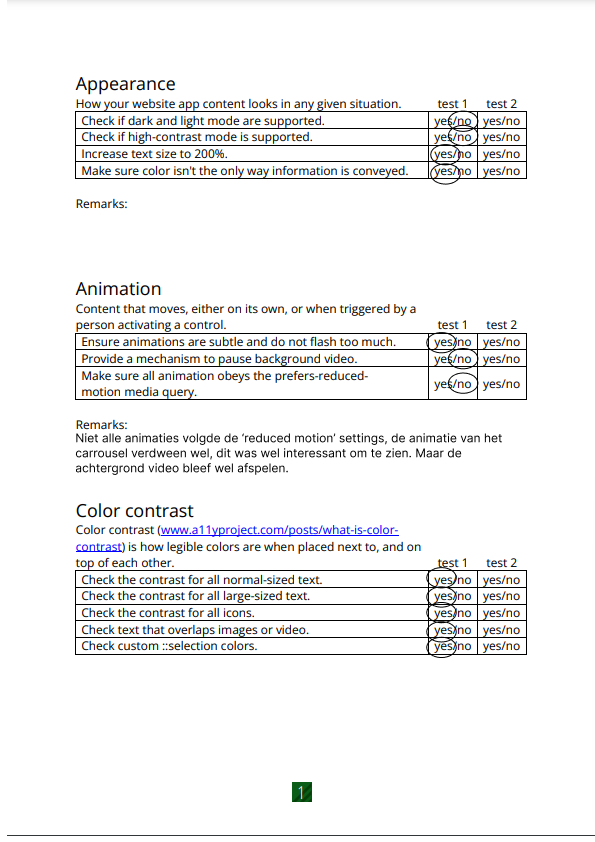 Appearance
How your website app content looks in any given situation. test 1 test 2
Check if dark and light mode are supported. yes/no yes/no
Check if high-contrast mode is supported. yes/no yes/no
Increase text size to 200%. yes/no yes/no
Make sure color isn't the only way information is conveyed. yes/no yes/no
Remarks:
Animation
Content that moves, either on its own, or when triggered by a
person activating a control. test 1 test 2
Ensure animations are subtle and do not flash too much. yes/no yes/no
Provide a mechanism to pause background video. yes/no yes/no
Make sure all animation obeys the prefers-reduced-
motion media query. yes/no yes/no
Remarks:
Niet alle animaties volgde de ‘reduced motion’ settings, de animatie van het
carrousel verdween wel, dit was wel interessant om te zien. Maar de
achtergrond video bleef wel afspelen.
Color contrast
Color contrast (www.a11yproject.com/posts/what-is-color-
contrast) is how legible colors are when placed next to, and on
top of each other. test 1 test 2
Check the contrast for all normal-sized text. yes/no yes/no
Check the contrast for all large-sized text. yes/no yes/no
Check the contrast for all icons. yes/no yes/no
Check text that overlaps images or video. yes/no yes/no
Check custom ::selection colors. yes/no yes/no
1